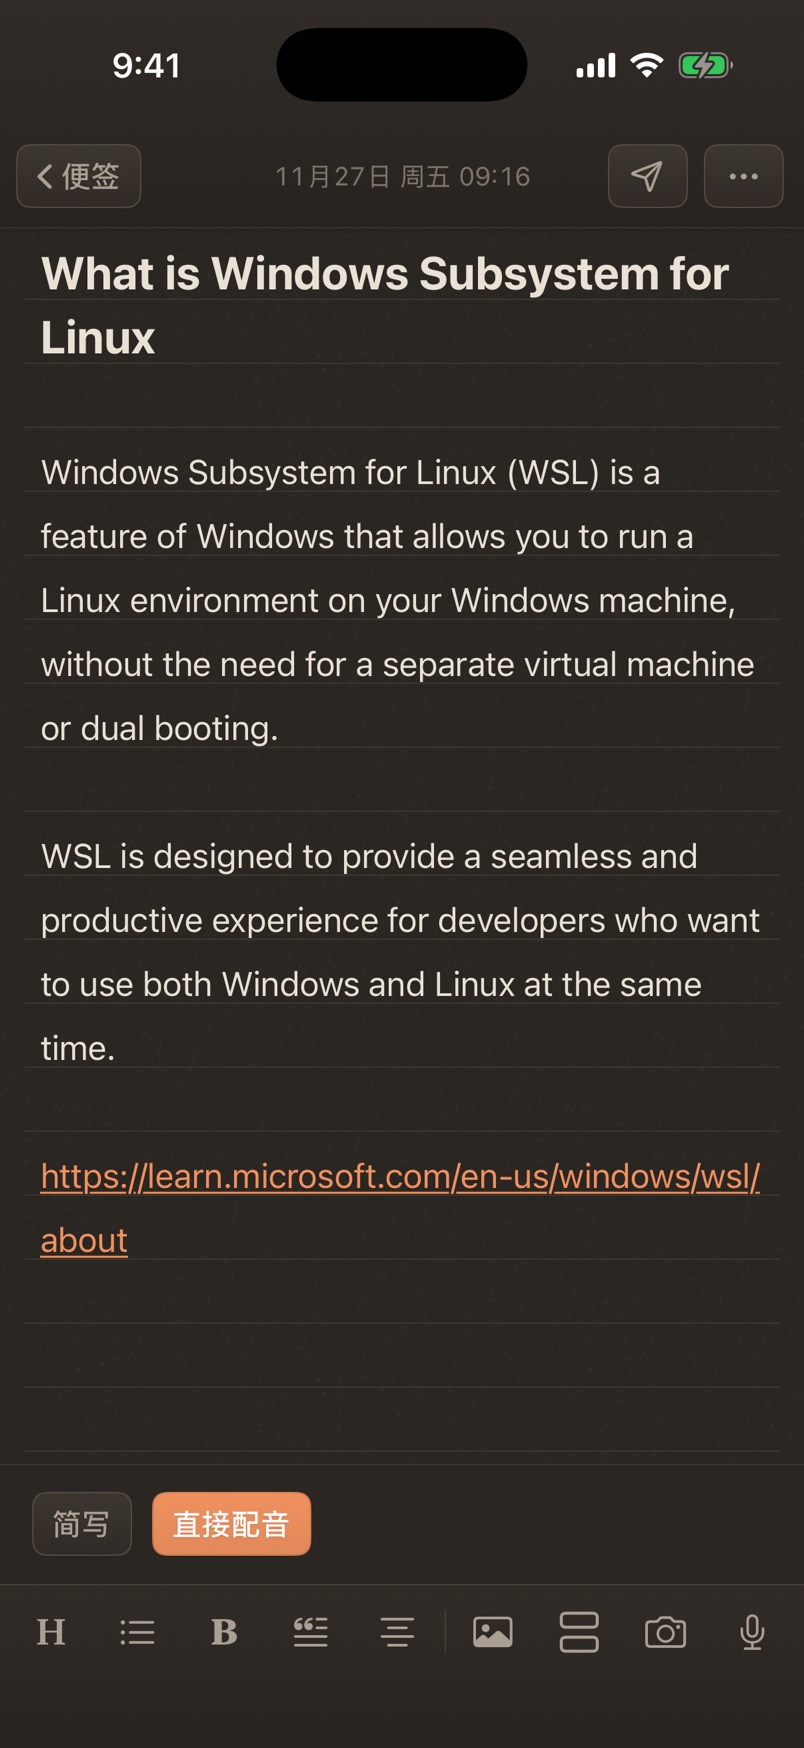 9:41
便签
11月27日 周五 09:16
What is Windows Subsystem for
Linux
Windows Subsystem for Linux (WSL) is a
feature of Windows that allows you to run a
Linux environment on your Windows machine,
without the need for a separate virtual machine
or dual booting.
WSL is designed to provide a seamless and
productive experience for developers who want
to use both Windows and Linux at the same
time.
https://learn.microsoft.com/en-us/windows/wsl/
about
简写
直接配音
H
B